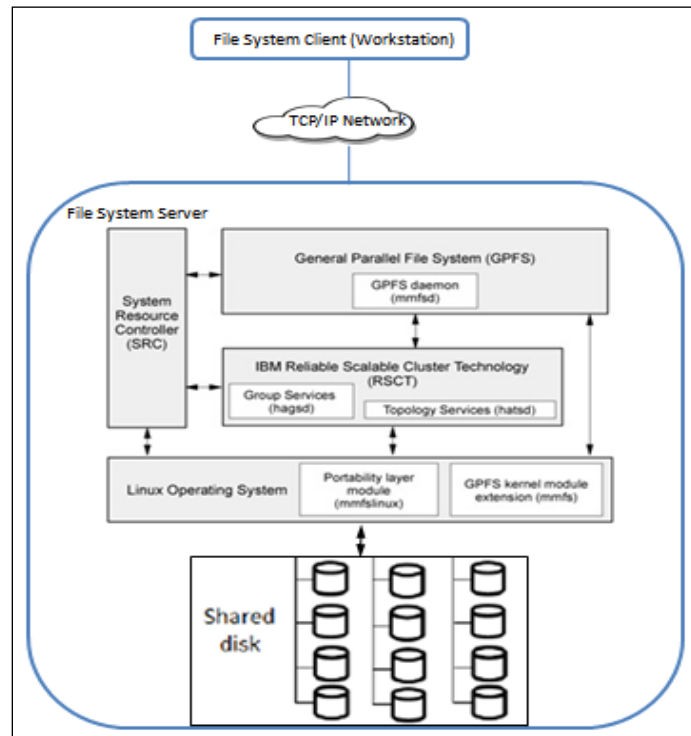 File System Client (Workstation)
TCP/IP Network
File System Server
General Parallel File System (GPFS)
GPFS daemon
(mmfsd)
System
Resource
Controller
(SRC)
IBM Reliable Scalable Cluster Technology
(RSCT)
Group Services
(hagsd)
Topology Services (hatsd)
Linux Operating System
Portability layer
module
(mmfslinux)
GPFS kernel module
extension (mmfs)
Shared
disk